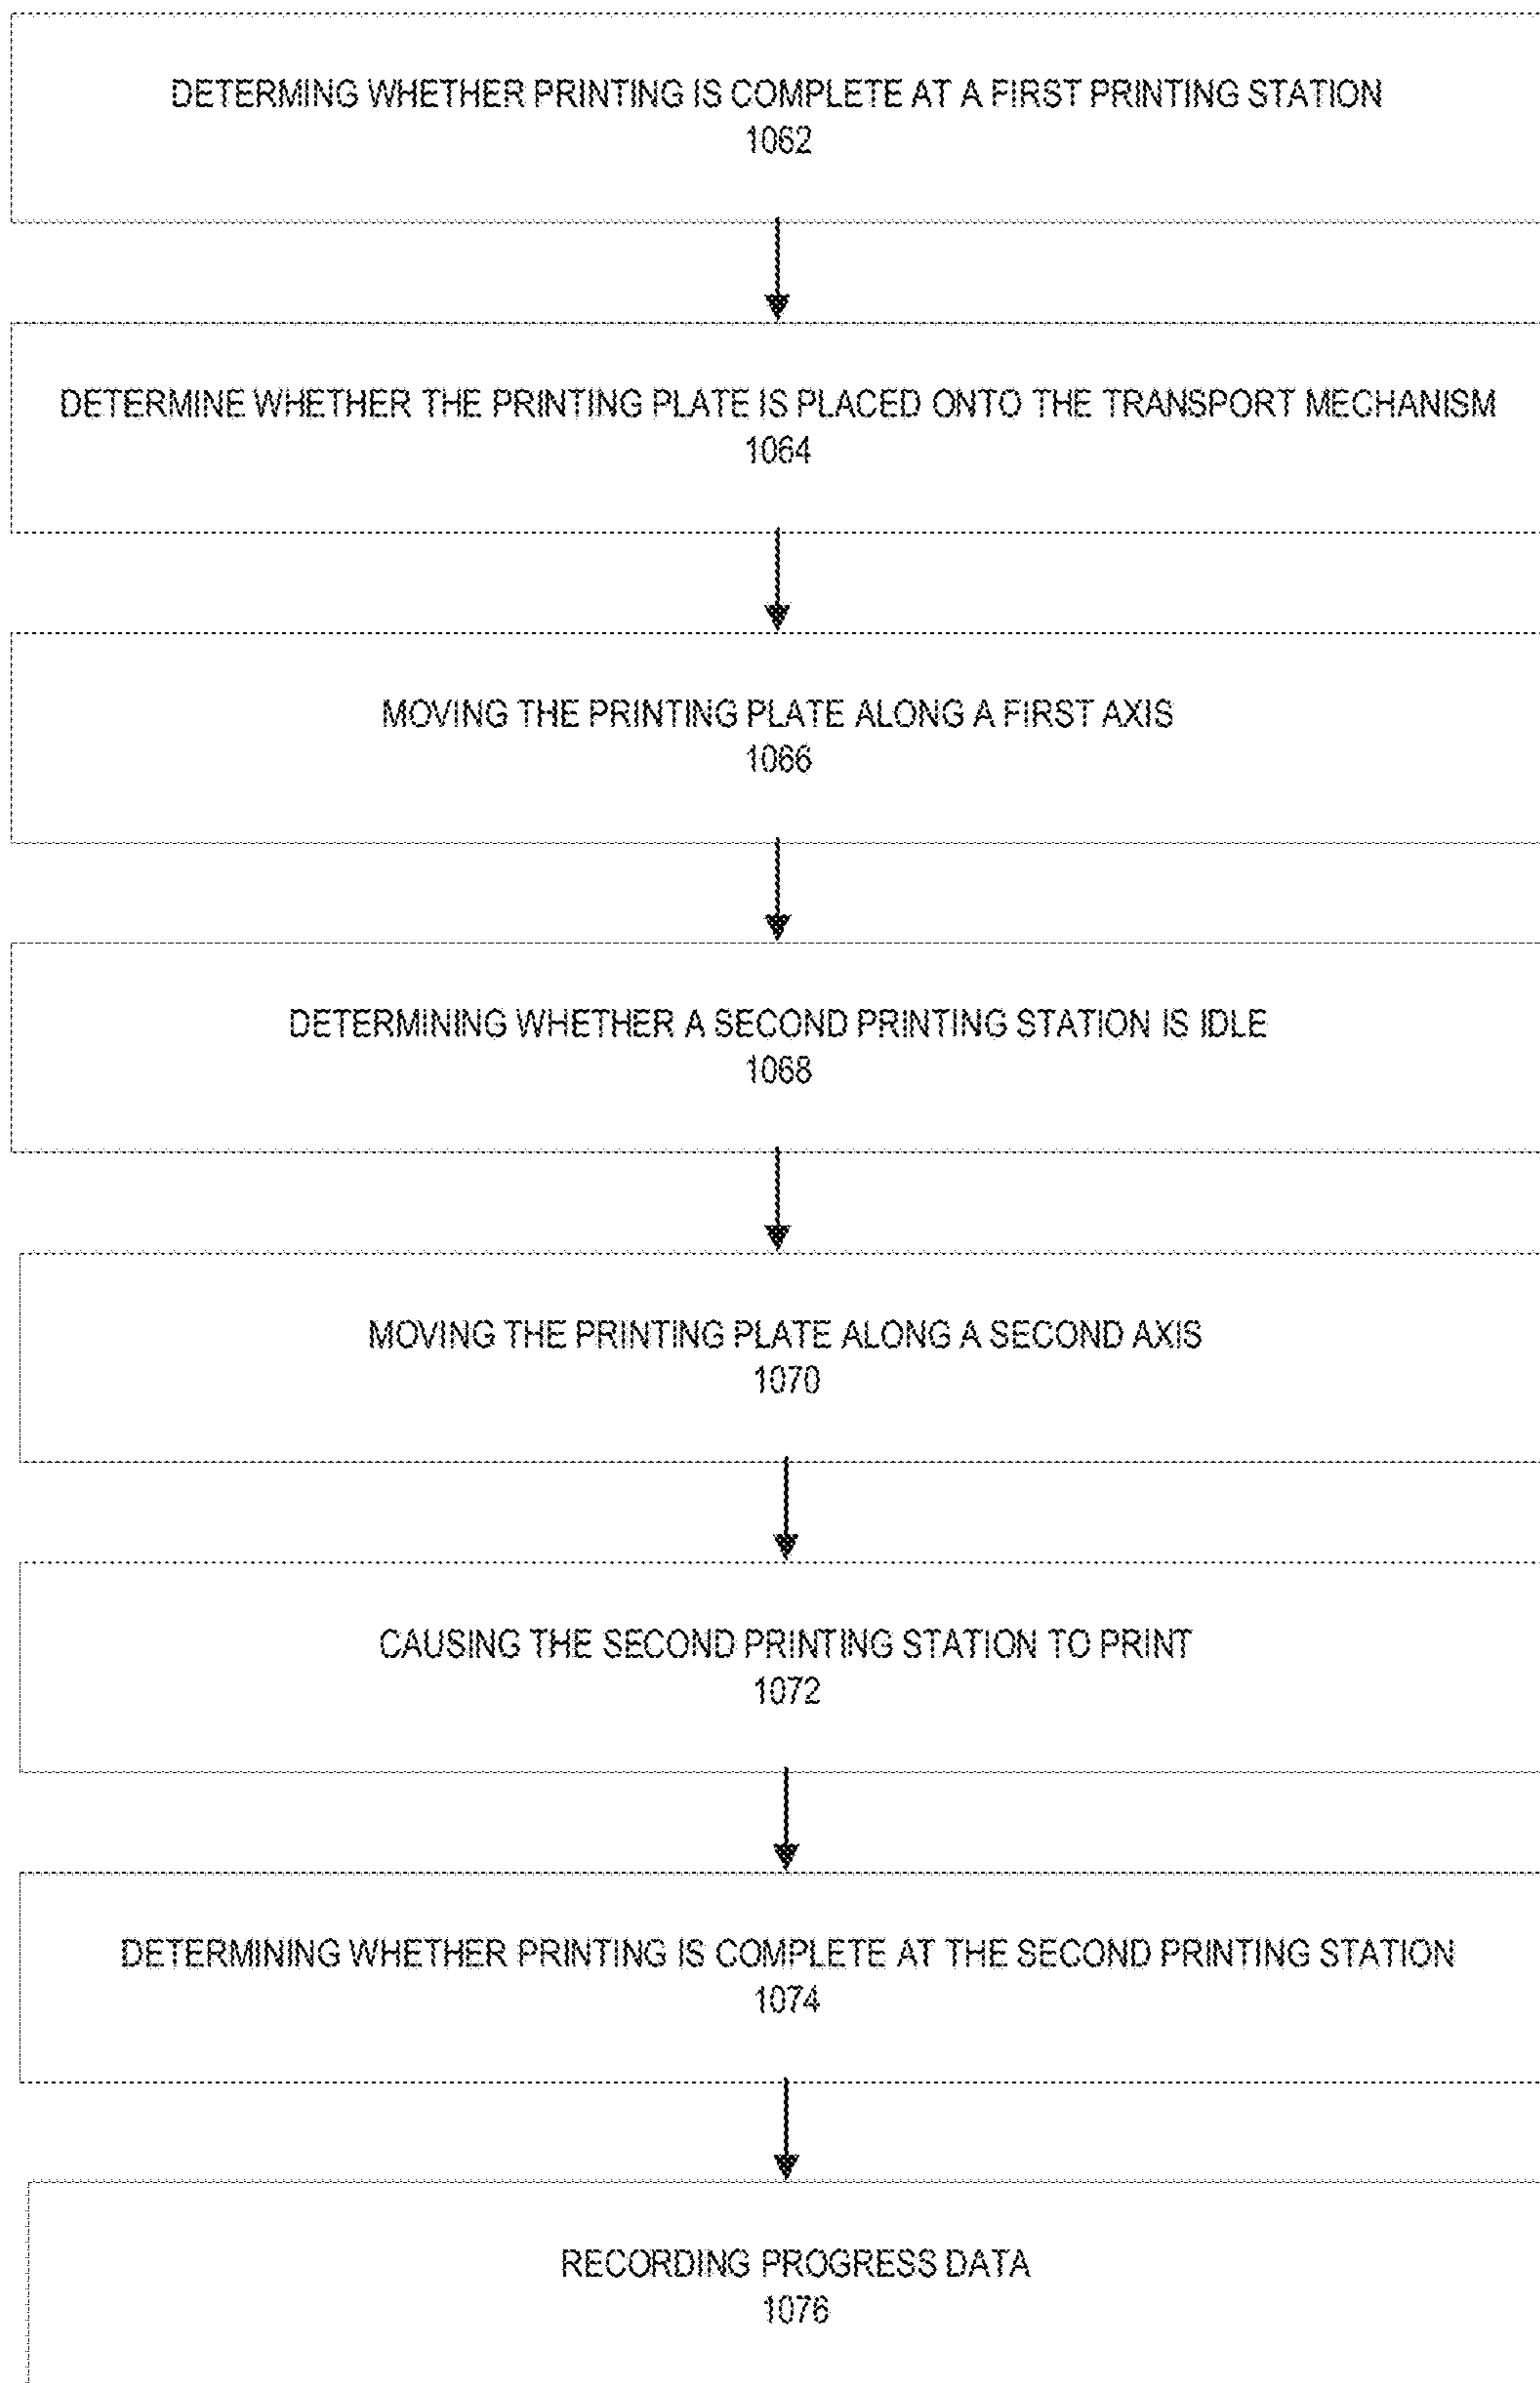 DETERMING WHETHER PRINTING IS COMPLETE AT A FIRST PRINTING STATION
1062
DETERMINE WHETHER THE PRINTING PLATE IS PLACED ONTO THE TRANSPORT MECHANISM
1064
MOVING THE PRINTING PLATE ALONG A FIRST AXIS
1066
DETERMINING WHETHER A SECOND PRINTING STATION IS IDLE
1068
MOVING THE PRINTING PLATE ALONG A SECOND AXIS
1070
CAUSING THE SECOND PRINTING STATION TO PRINT
1072
DETERMINING WHETHER PRINTING IS COMPLETE AT THE SECOND PRINTING STATION
1074
RECORDING PROGRESS DATA
1076